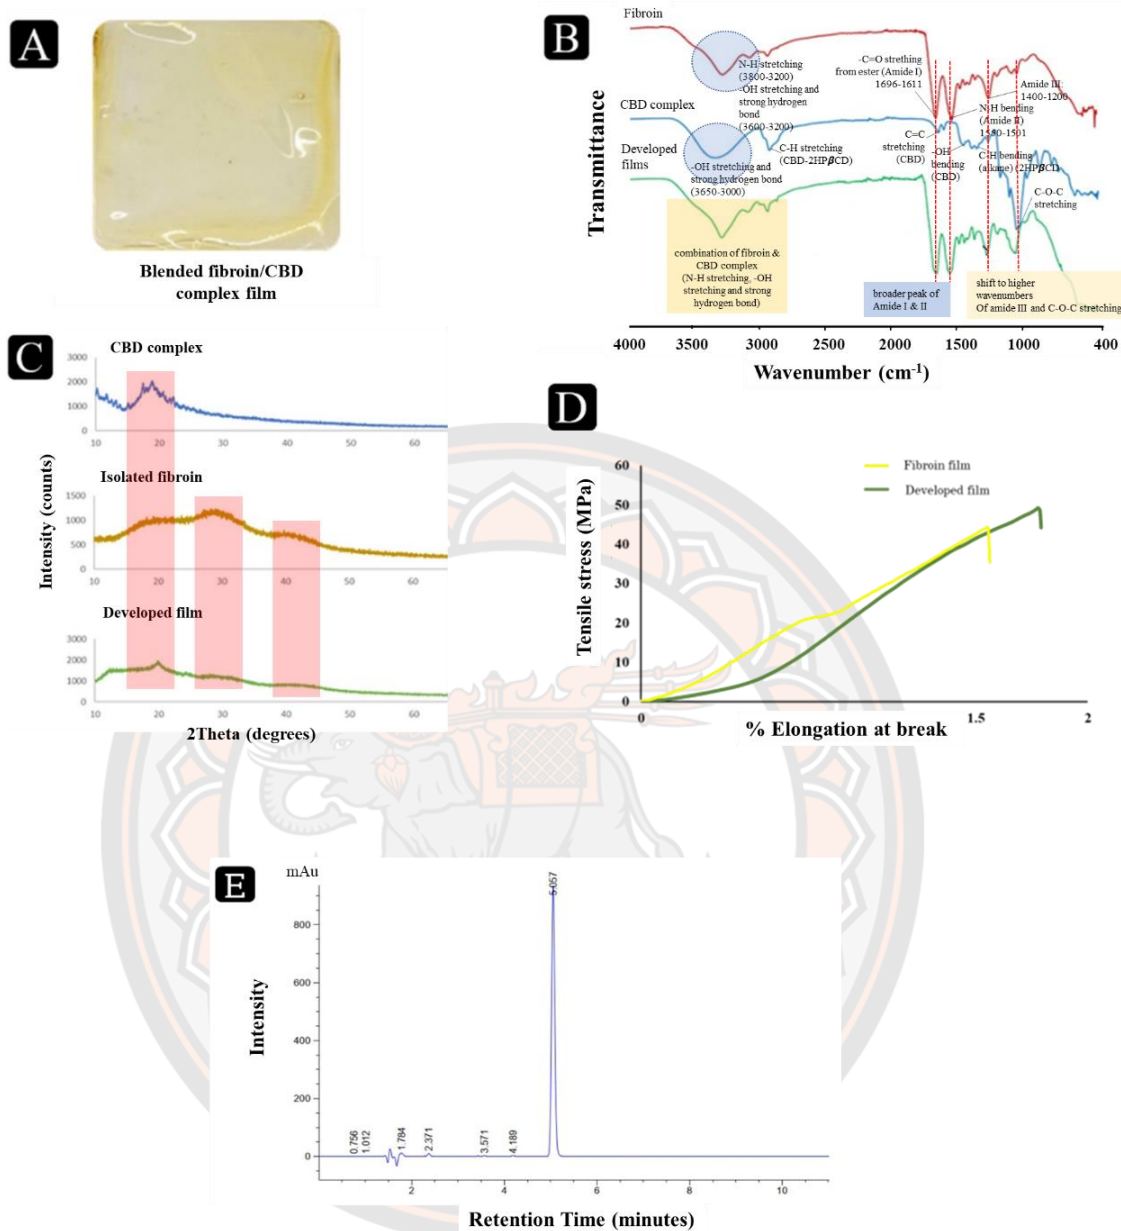 A
Blended fibroin/CBD
complex film
B
Transmittance
Fibroin
CBD complex
Developed
films
N-H stretching
(3800-3200)
-OH stretching and
strong hydrogen
bond
(3600-3200)
-OH stretching and
strong hydrogen bond
(3650-3000)
C-H stretching
(CBD-2HPβCD)
-C=O strething
from ester (Amide I)
1696-1611
Amide III:
1400-1200
N-H bending
(Amide II)
1580-1501
C=C
stretching
(CBD)
-OH
bending
(CBD)
C-H bending
(alkane) (2HPβCD)
C-O-C
stretching
combination of fibroin &
CBD complex
(N-H stretching, -OH
stretching and strong
hydrogen bond)
broader peak of
Amide I & II
shift to higher
wavenumbers
Of amide III and C-O-C stretching
4000 3500 3000 2500 2000 1500 1000 400
Wavenumber (cm-1)
C
Intensity (counts)
CBD complex
3000
2000
1000
0
10 20 30 40 50 60
Isolated fibroin
1500
1000
500
0
10 20 30 40 50 60
Developed film
3000
2000
1000
0
10 20 30 40 50 60
2Theta (degrees)
D
Tensile stress (MPa)
60
50
40
30
20
10
0
Fibroin film
Developed film
0 1.5 2
% Elongation at break
E
mAu
Intensity
800
600
400
200
0
0.756
1.012
1.784
2.371
3.571
4.189
5.057
2 4 6 8 10
Retention Time (minutes)